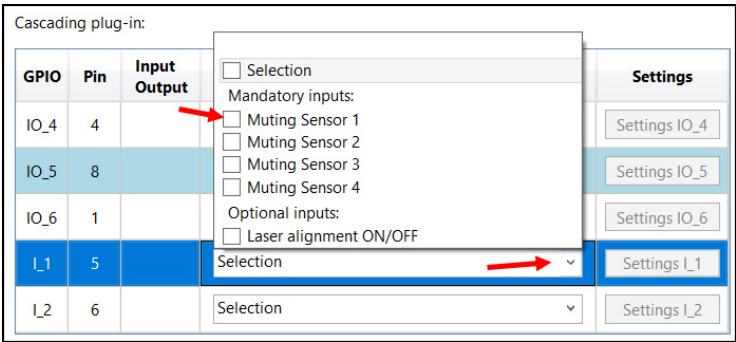 Cascading plug-in:
GPIO Pin Input Output Settings
Selection
Mandatory inputs:
Muting Sensor 1
Muting Sensor 2
Muting Sensor 3
Muting Sensor 4
Optional inputs:
Laser alignment ON/OFF
IO_4 4 Settings IO_4
IO_5 8 Settings IO_5
IO_6 1 Settings IO_6
I_1 5 Selection Settings I_1
I_2 6 Selection Settings I_2